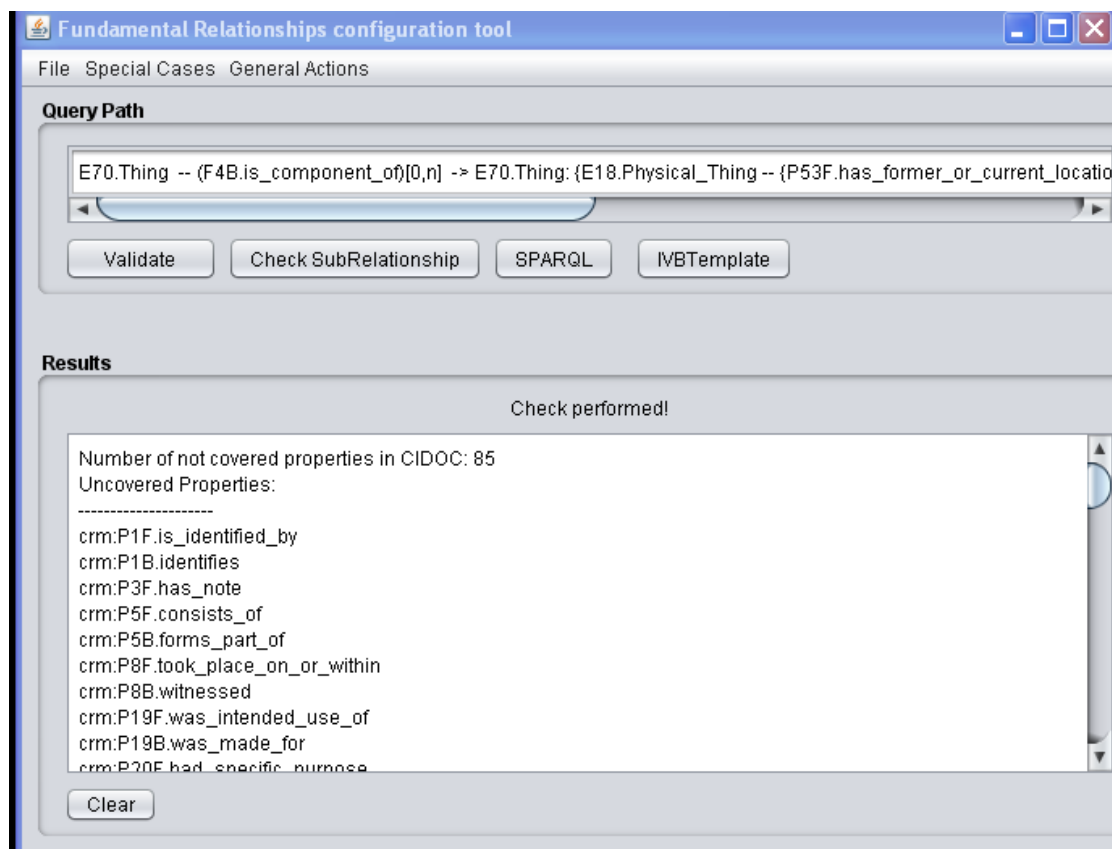 Fundamental Relationships configuration tool
File Special Cases General Actions
Query Path
E70.Thing -- (F4B.is_component_of)[0,n] -> E70.Thing: {E18.Physical_Thing -- {P53F.has_former_or_current_locatio
Validate Check SubRelationship SPARQL IVBTemplate
Results
Check performed!
Number of not covered properties in CIDOC: 85
Uncovered Properties:
---------------------
crm:P1F.is_identified_by
crm:P1B.identifies
crm:P3F.has_note
crm:P5F.consists_of
crm:P5B.forms_part_of
crm:P8F.took_place_on_or_within
crm:P8B.witnessed
crm:P19F.was_intended_use_of
crm:P19B.was_made_for
crm:P20F.had_specific_purpose
Clear